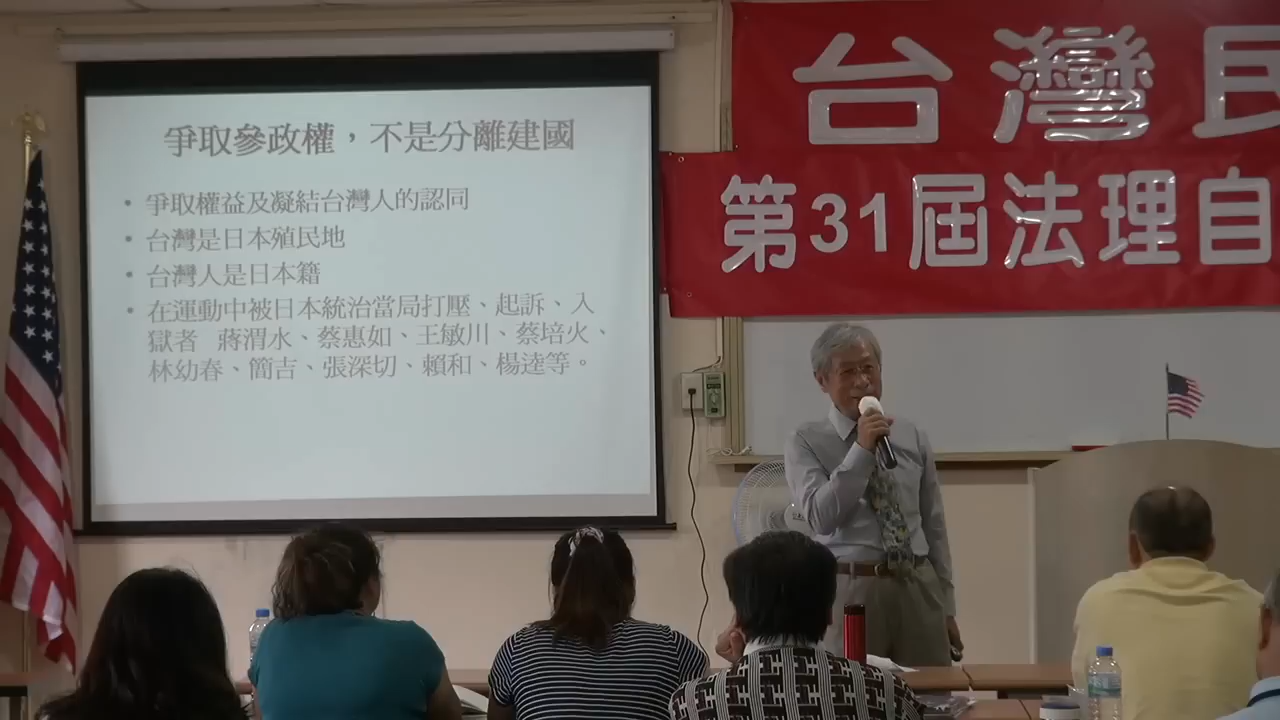 爭取參政權，不是分離建國
• 爭取權益及凝結台灣人的認同
• 台灣是日本殖民地
• 台灣人是日本籍
• 在運動中被日本統治當局打壓、起訴、入
獄者 蔣渭水、蔡惠如、王敏川、蔡培火、
林幼春、簡吉、張深切、賴和、楊逵等。
台灣民
第31屆法理自